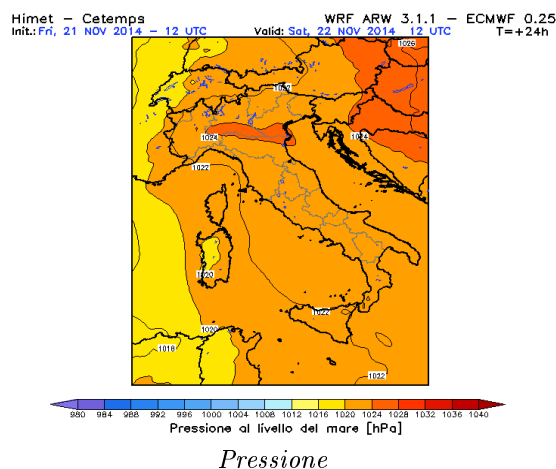 Himet - Cetemps WRF ARW 3.1.1 - ECMWF 0.25
Init.: Fri, 21 NOV 2014 - 12 UTC Valid: Sat, 22 NOV 2014 12 UTC T=+24h
1026
1022
1024
1024
1022
1020
1022
1020
1018
1022
980 984 988 992 996 1000 1004 1008 1012 1016 1020 1024 1028 1032 1036 1040
Pressione al livello del mare [hPa]
Pressione